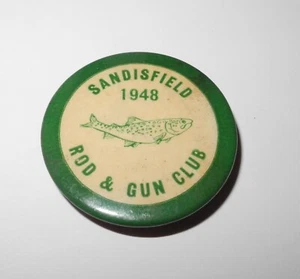 SANDISFIELD
1948
ROD & GUN CLUB